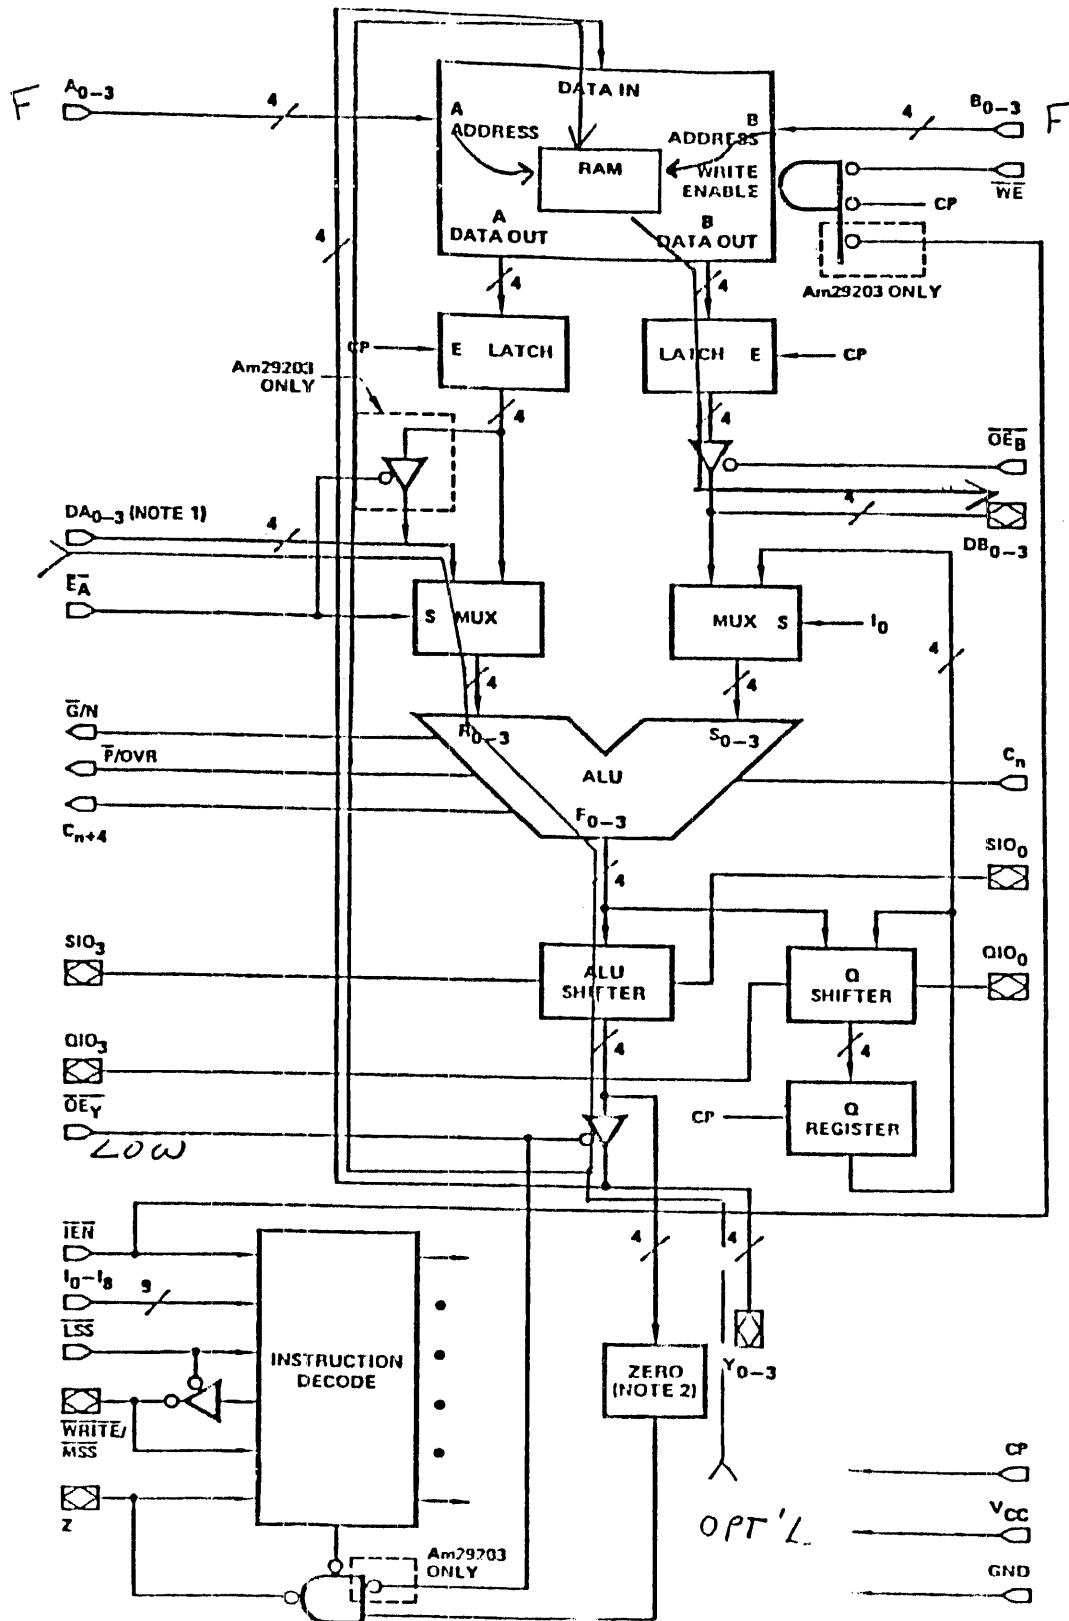 F
A0–3
4
DATA IN
A
ADDRESS
B
ADDRESS
RAM
WRITE
ENABLE
4
B0–3
F
WE
CP
Am29203 ONLY
A
DATA OUT
B
DATA OUT
4
4
4
CP
E LATCH
LATCH E
CP
Am29203
ONLY
4
4
OEB
DA0–3 (NOTE 1)
4
4
DB0–3
EA
S MUX
MUX S
I0
4
4
4
G/N
P/OVR
Cn+4
R0–3
S0–3
ALU
F0–3
Cn
4
SIO0
SIO3
ALU
SHIFTER
Q
SHIFTER
QIO0
QIO3
4
4
OEY
LOW
CP
Q
REGISTER
IEN
I0–I8
9
LSS
INSTRUCTION
DECODE
WRITE/
MSS
Z
4
4
ZERO
(NOTE 2)
Y0–3
OPT'L
CP
VCC
GND
Am29203
ONLY